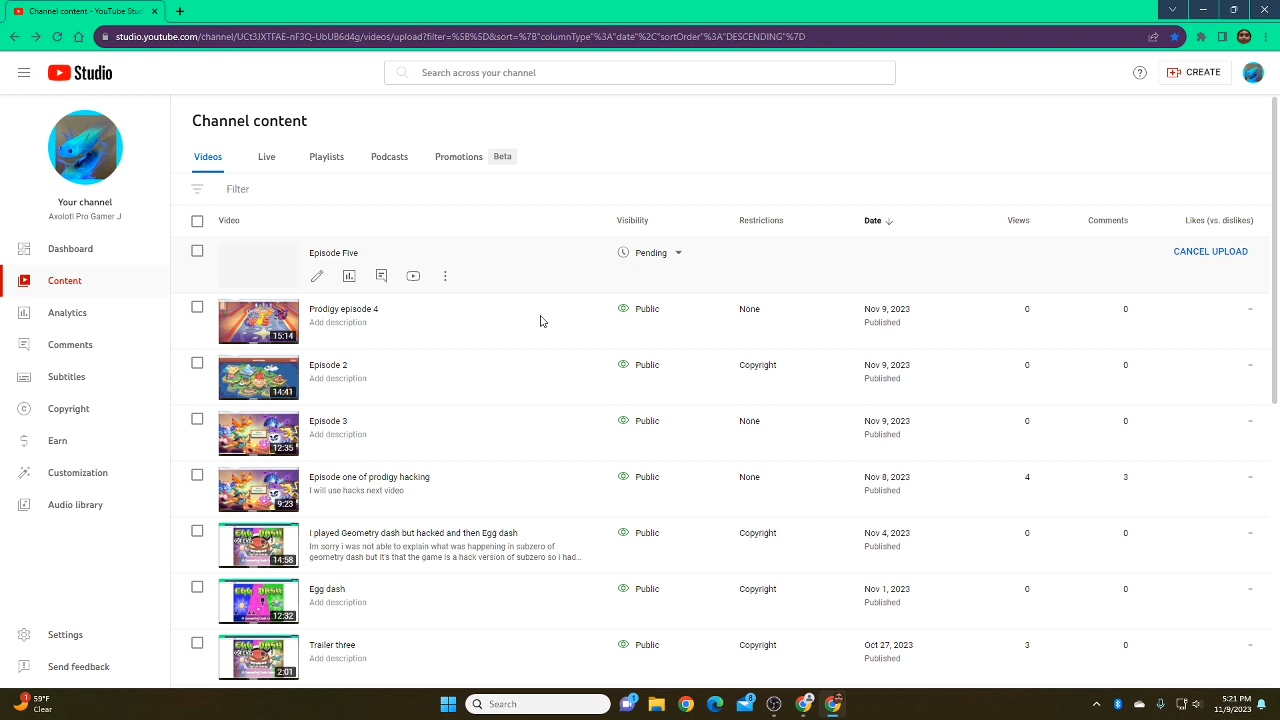 Channel content - YouTube Stud
studio.youtube.com/channel/UCt3JXTFAE-nF3Q-UbUB6d4g/videos/upload?filter=%5B%5D&sort=%7B"columnType"%3A"date"%2C"sortOrder"%3A"DESCENDING"%7D
Studio
Search across your channel
CREATE
Your channel
Axolotl Pro Gamer J
Dashboard
Content
Analytics
Comments
Subtitles
Copyright
Earn
Customization
Audio library
Settings
Send feedback
Channel content
Videos Live Playlists Podcasts Promotions Beta
Filter
Video Visibility Restrictions Date Views Comments Likes (vs. dislikes)
Episode Five Pending CANCEL UPLOAD
Prodigy episode 4 Public None Nov 9, 2023 0 0 –
Add description Published
15:14
Episode 2 Public Copyright Nov 9, 2023 0 0 –
Add description Published
14:41
Episode 3 Public None Nov 9, 2023 0 0 –
Add description Published
12:35
Episode one of prodigy hacking Public None Nov 8, 2023 4 3 –
I will use hacks next video Published
9:23
I played Geometry dash but hacked and then Egg dash Public Copyright Nov 4, 2023 0 0 –
Im sorry i was not able to explain what was happening in subzero of Published
geometry dash but it's that the game is a hack version of subzero so i had...
EGG DASH
14:58
Egg dash Public Copyright Nov 1, 2023 0 0 –
Add description Published
EGG DASH
12:32
Trailer three Public Copyright Oct 27, 2023 3 0 –
Add description Published
EGG DASH
2:01
1
59°F
Clear
Search
1
8
5:21 PM
11/9/2023